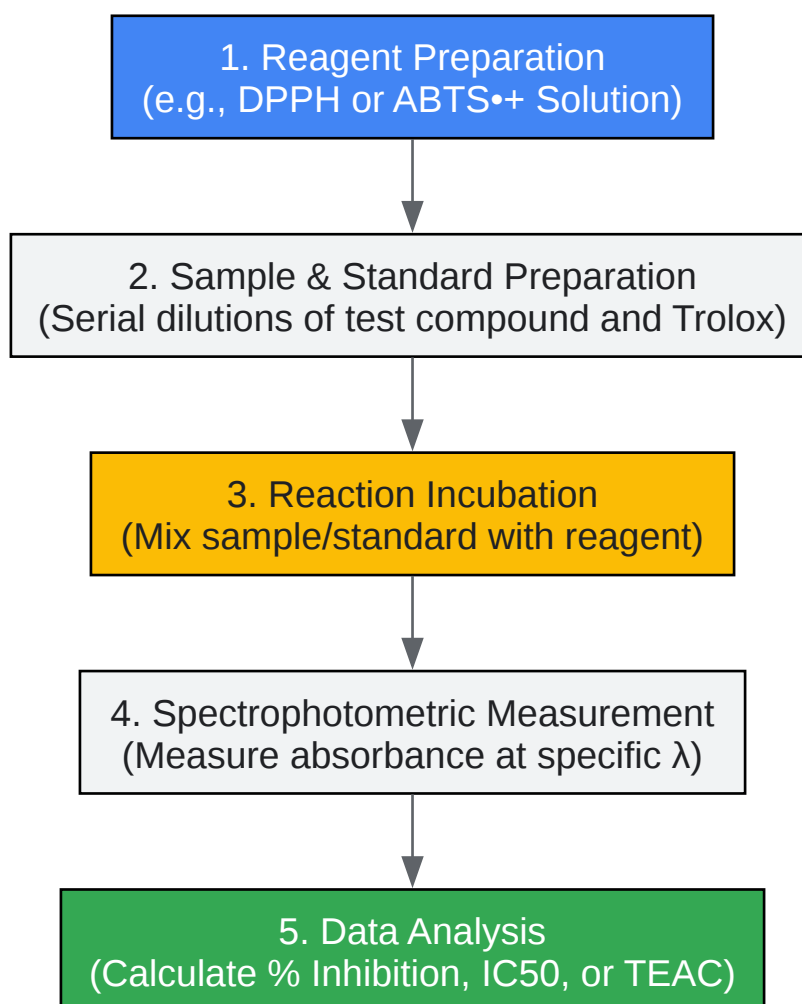 1. Reagent Preparation
(e.g., DPPH or ABTS•+ Solution)
2. Sample & Standard Preparation
(Serial dilutions of test compound and Trolox)
3. Reaction Incubation
(Mix sample/standard with reagent)
4. Spectrophotometric Measurement
(Measure absorbance at specific λ)
5. Data Analysis
(Calculate % Inhibition, IC50, or TEAC)